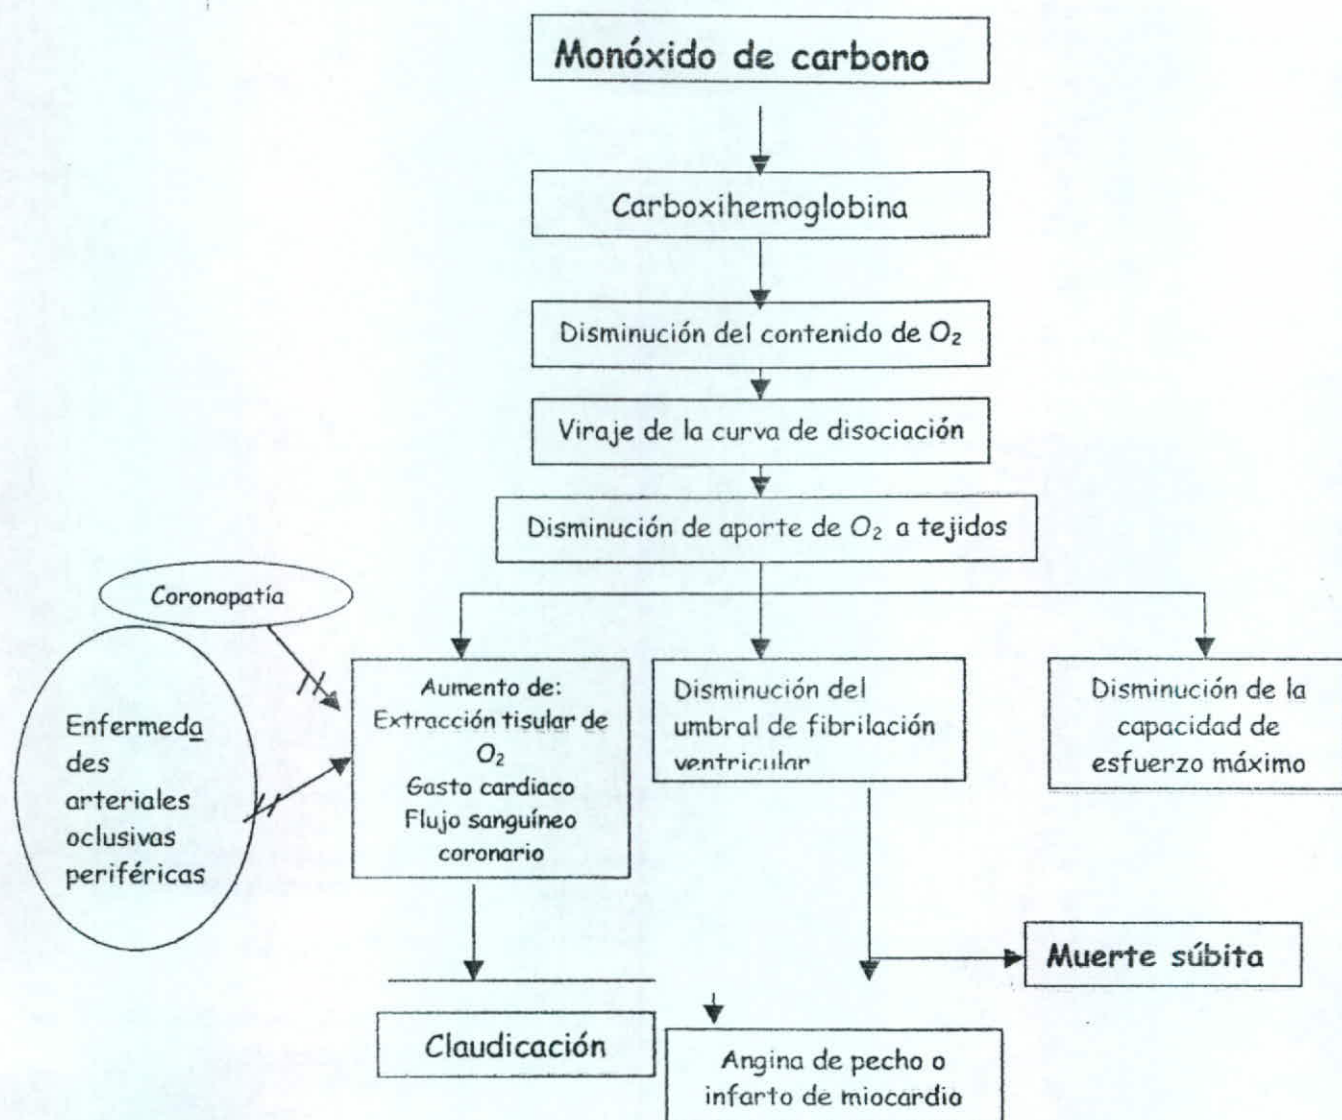 Monóxido de carbono
Carboxihemoglobina
Disminución del contenido de O₂
Viraje de la curva de disociación
Disminución de aporte de O₂ a tejidos
Coronopatía
Enfermeda
des
arteriales
oclusivas
periféricas
Aumento de:
Extracción tisular de
O₂
Gasto cardiaco
Flujo sanguíneo
coronario
Disminución del
umbral de fibrilación
ventricular
Disminución de la
capacidad de
esfuerzo máximo
Muerte súbita
Claudicación
Angina de pecho o
infarto de miocardio